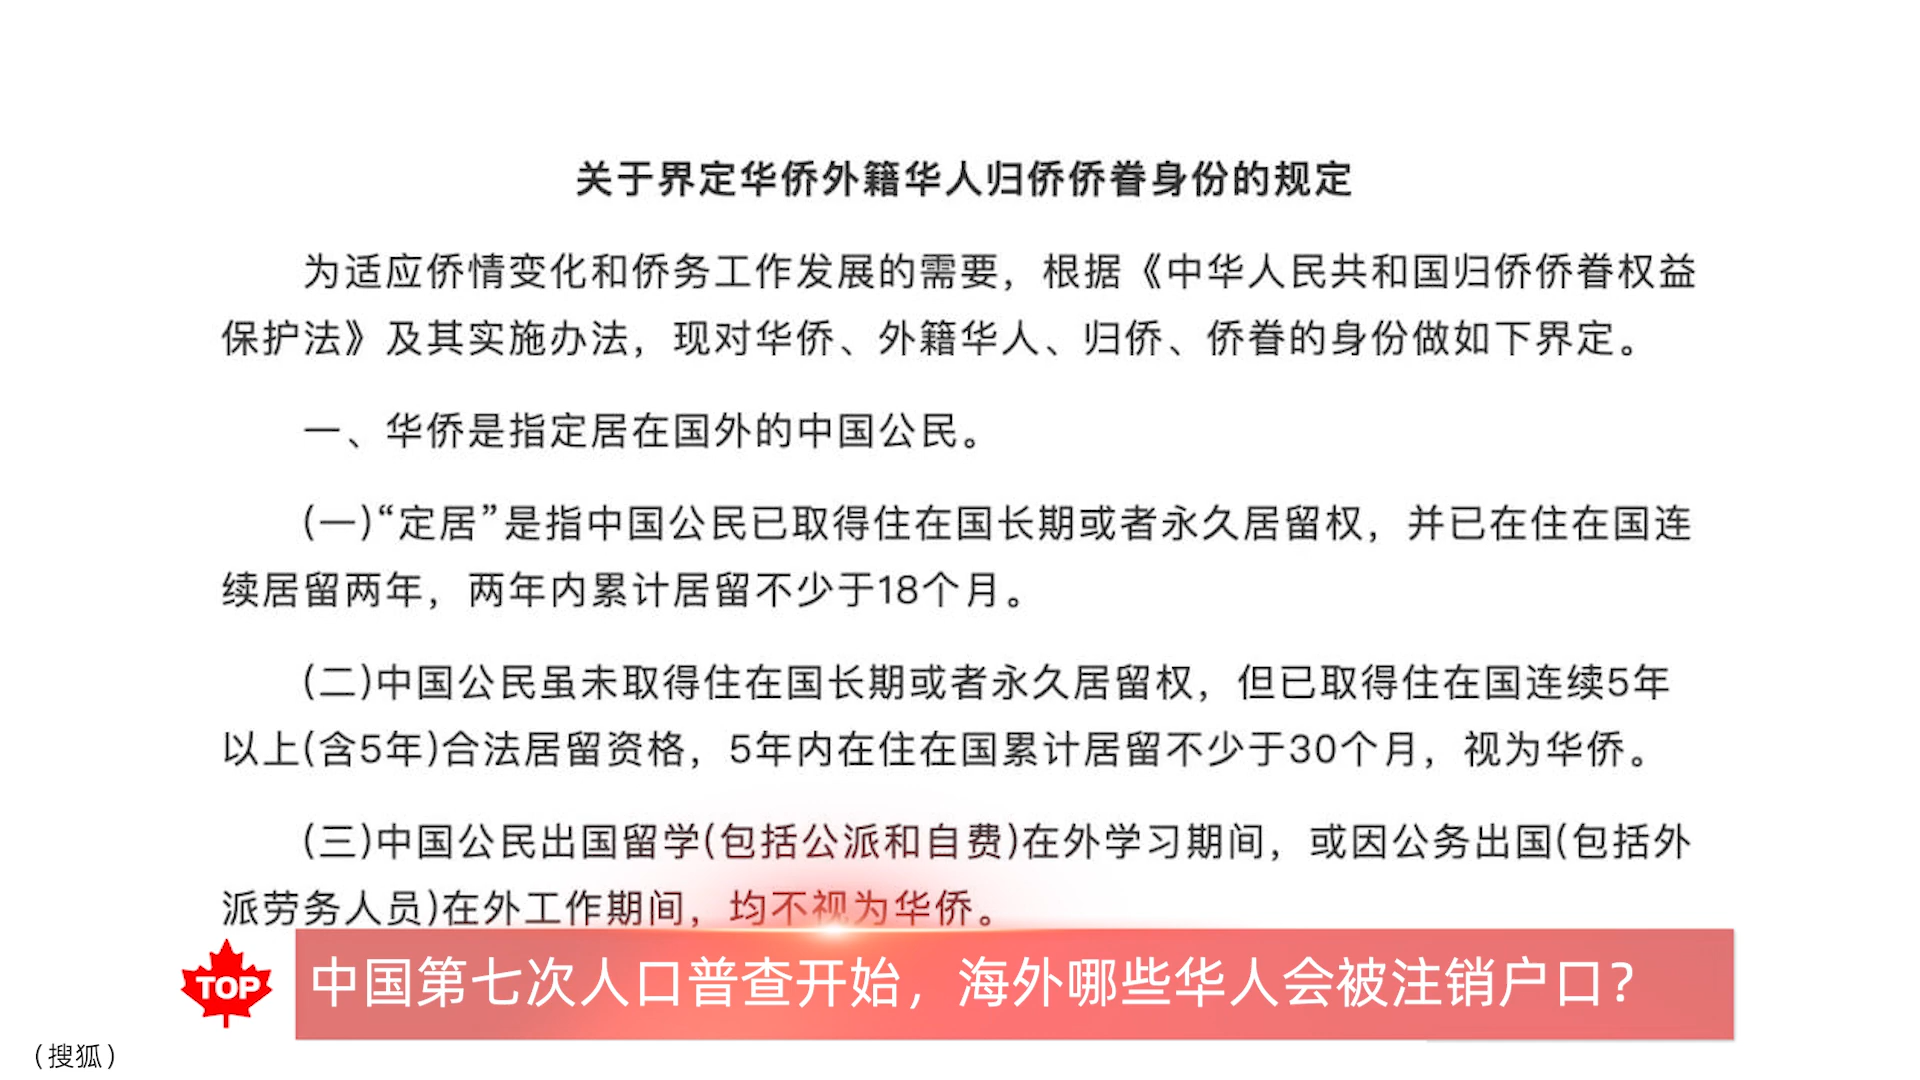 关于界定华侨外籍华人归侨侨眷身份的规定
为适应侨情变化和侨务工作发展的需要，根据《中华人民共和国归侨侨眷权益
保护法》及其实施办法，现对华侨、外籍华人、归侨、侨眷的身份做如下界定。
一、华侨是指定居在国外的中国公民。
(一)“定居”是指中国公民已取得住在国长期或者永久居留权，并已在住在国连
续居留两年，两年内累计居留不少于18个月。
(二)中国公民虽未取得住在国长期或者永久居留权，但已取得住在国连续5年
以上(含5年)合法居留资格，5年内在住在国累计居留不少于30个月，视为华侨。
(三)中国公民出国留学(包括公派和自费)在外学习期间，或因公务出国(包括外
派劳务人员)在外工作期间，均不视为华侨。
TOP
中国第七次人口普查开始，海外哪些华人会被注销户口？
（搜狐）